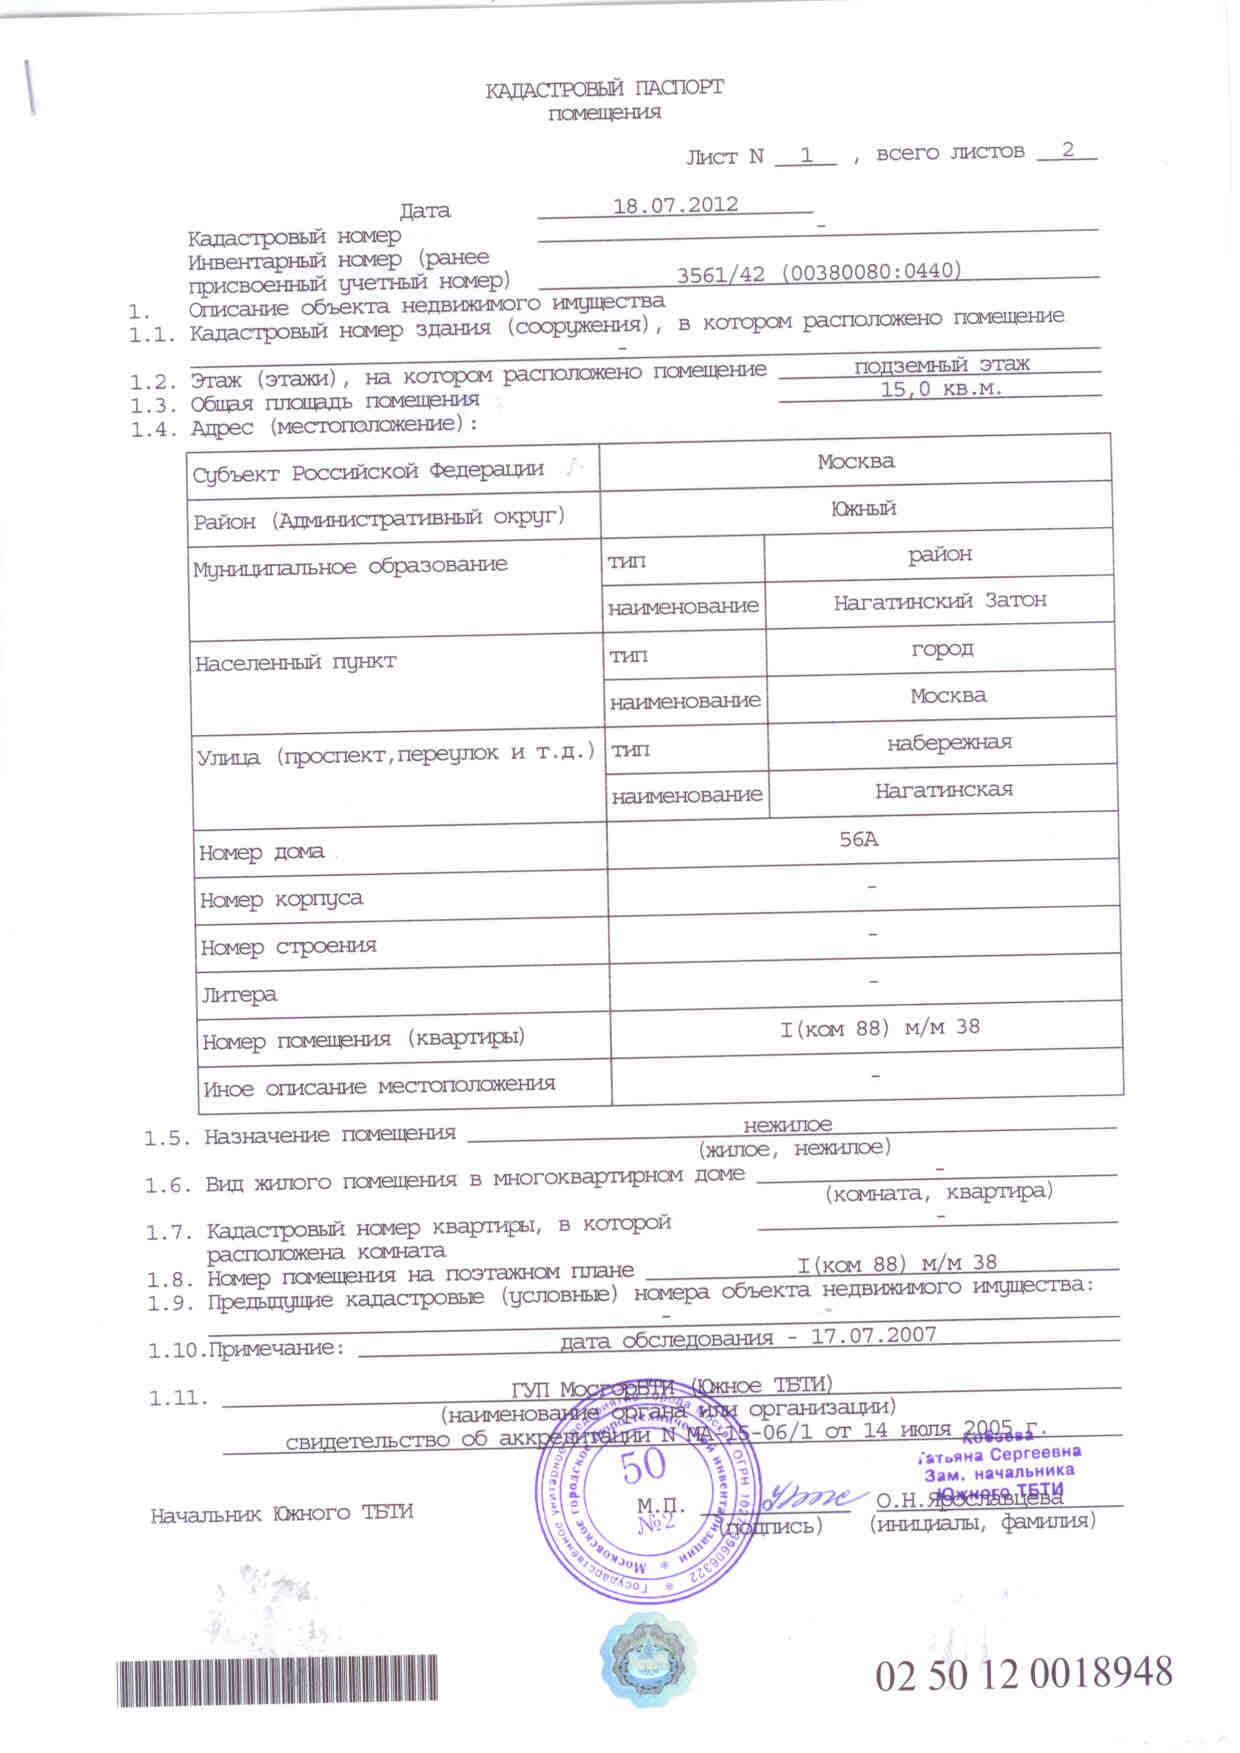 КАДАСТРОВЫЙ ПАСПОРТ
помещения
Лист N 1 , всего листов 2
Дата 18.07.2012
Кадастровый номер -
Инвентарный номер (ранее
присвоенный учетный номер) 3561/42 (00380080:0440)
1. Описание объекта недвижимого имущества
1.1. Кадастровый номер здания (сооружения), в котором расположено помещение
-
1.2. Этаж (этажи), на котором расположено помещение подземный этаж
1.3. Общая площадь помещения 15,0 кв.м.
1.4. Адрес (местоположение):
Субъект Российской Федерации Москва
Район (Административный округ) Южный
Муниципальное образование тип район
наименование Нагатинский Затон
Населенный пункт тип город
наименование Москва
Улица (проспект,переулок и т.д.) тип набережная
наименование Нагатинская
Номер дома 56А
Номер корпуса -
Номер строения -
Литера -
Номер помещения (квартиры) I(ком 88) м/м 38
Иное описание местоположения -
1.5. Назначение помещения нежилое
(жилое, нежилое)
1.6. Вид жилого помещения в многоквартирном доме -
(комната, квартира)
1.7. Кадастровый номер квартиры, в которой -
расположена комната
1.8. Номер помещения на поэтажном плане I(ком 88) м/м 38
1.9. Предыдущие кадастровые (условные) номера объекта недвижимого имущества:
-
1.10.Примечание: дата обследования - 17.07.2007
1.11. ГУП МосгорБТИ (Южное ТБТИ)
(наименование органа или организации)
свидетельство об аккредитации N МА-15-06/1 от 14 июля 2005 г.
Татьяна Сергеевна
Зам. начальника
Южного ТБТИ
Начальник Южного ТБТИ М.П. О.Н.Ярославцева
(подпись) (инициалы, фамилия)
50
№2
02 50 12 0018948